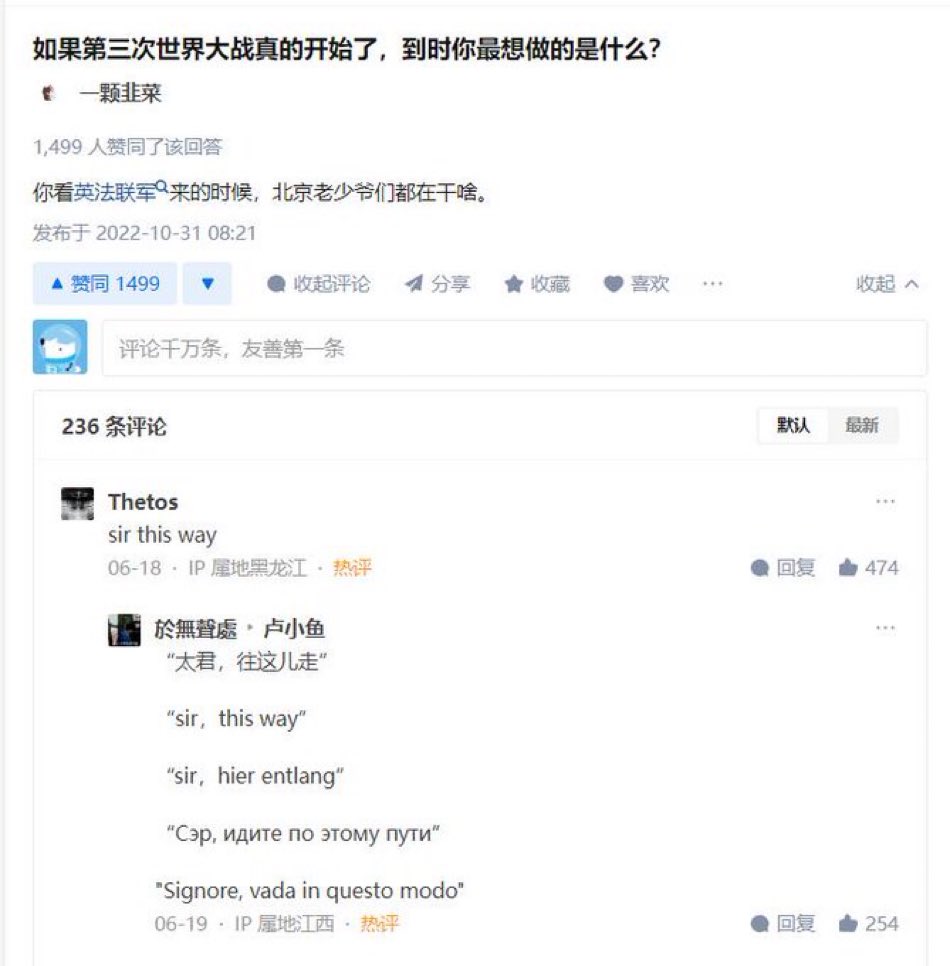 如果第三次世界大战真的开始了，到时你最想做的是什么？
一颗韭菜
1,499 人赞同了该回答
你看英法联军来的时候，北京老少爷们都在干啥。
发布于 2022-10-31 08:21
▲ 赞同 1499 ▼ 收起评论 分享 收藏 喜欢 ··· 收起
评论千万条，友善第一条
236 条评论 默认 最新
Thetos ···
sir this way
06-18 · IP 属地黑龙江 · 热评 回复 474
於無聲處 ‣ 卢小鱼 ···
“太君，往这儿走”
“sir，this way”
“sir，hier entlang”
“Сэр, идите по этому пути”
"Signore, vada in questo modo"
06-19 · IP 属地江西 · 热评 回复 254